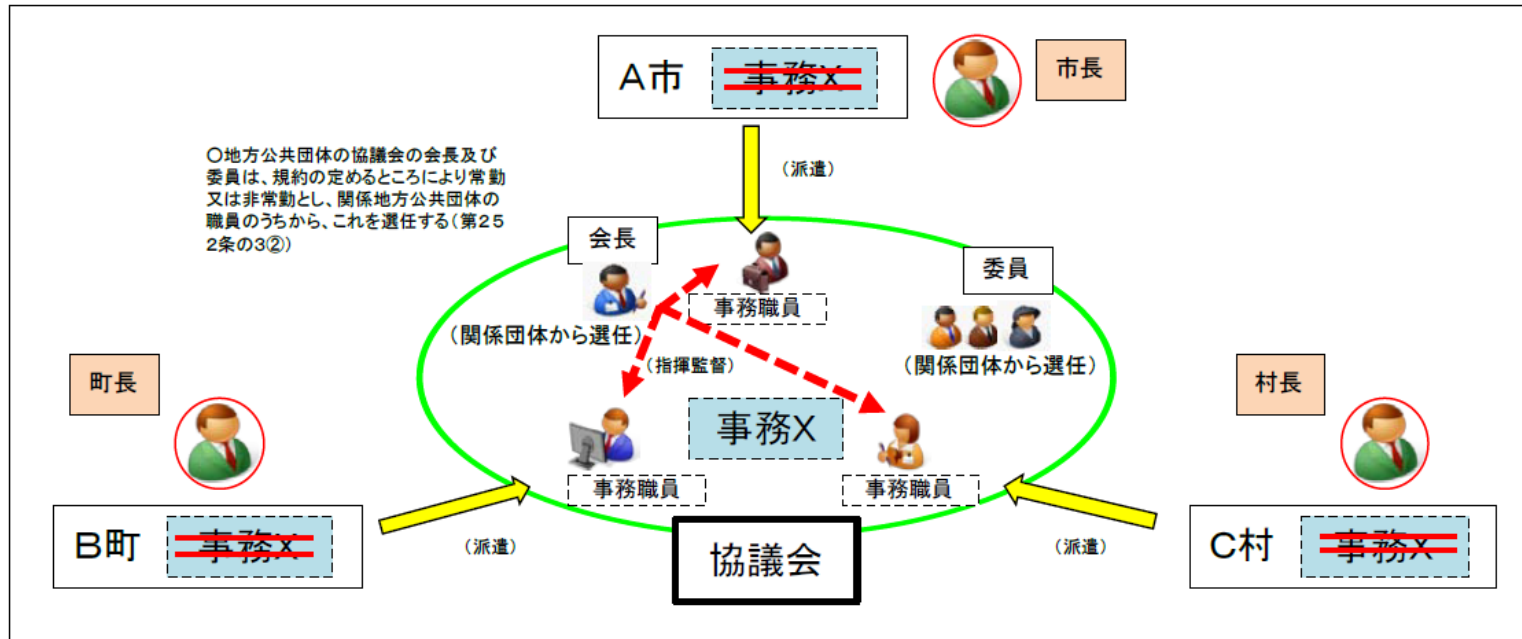 A市
事務X
市長
〇地方公共団体の協議会の会長及び
委員は、規約の定めるところにより常勤
又は非常勤とし、関係地方公共団体の
職員のうちから、これを選任する(第25
2条の3②)
(派遣)
会長
委員
事務職員
(関係団体から選任)
(関係団体から選任)
(指揮監督)
町長
村長
事務X
事務職員
事務職員
B町
事務X
(派遣)
協議会
(派遣)
C村
事務X